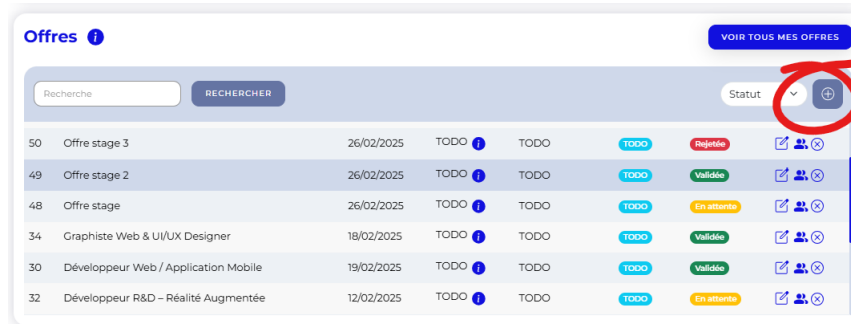 Offres i
VOIR TOUS MES OFFRES
Recherche RECHERCHER Statut
50 Offre stage 3 26/02/2025 TODO i TODO TODO Rejetée
49 Offre stage 2 26/02/2025 TODO i TODO TODO Validée
48 Offre stage 26/02/2025 TODO i TODO TODO En attente
34 Graphiste Web & UI/UX Designer 18/02/2025 TODO i TODO TODO Validée
30 Développeur Web / Application Mobile 19/02/2025 TODO i TODO TODO Validée
32 Développeur R&D – Réalité Augmentée 12/02/2025 TODO i TODO TODO En attente